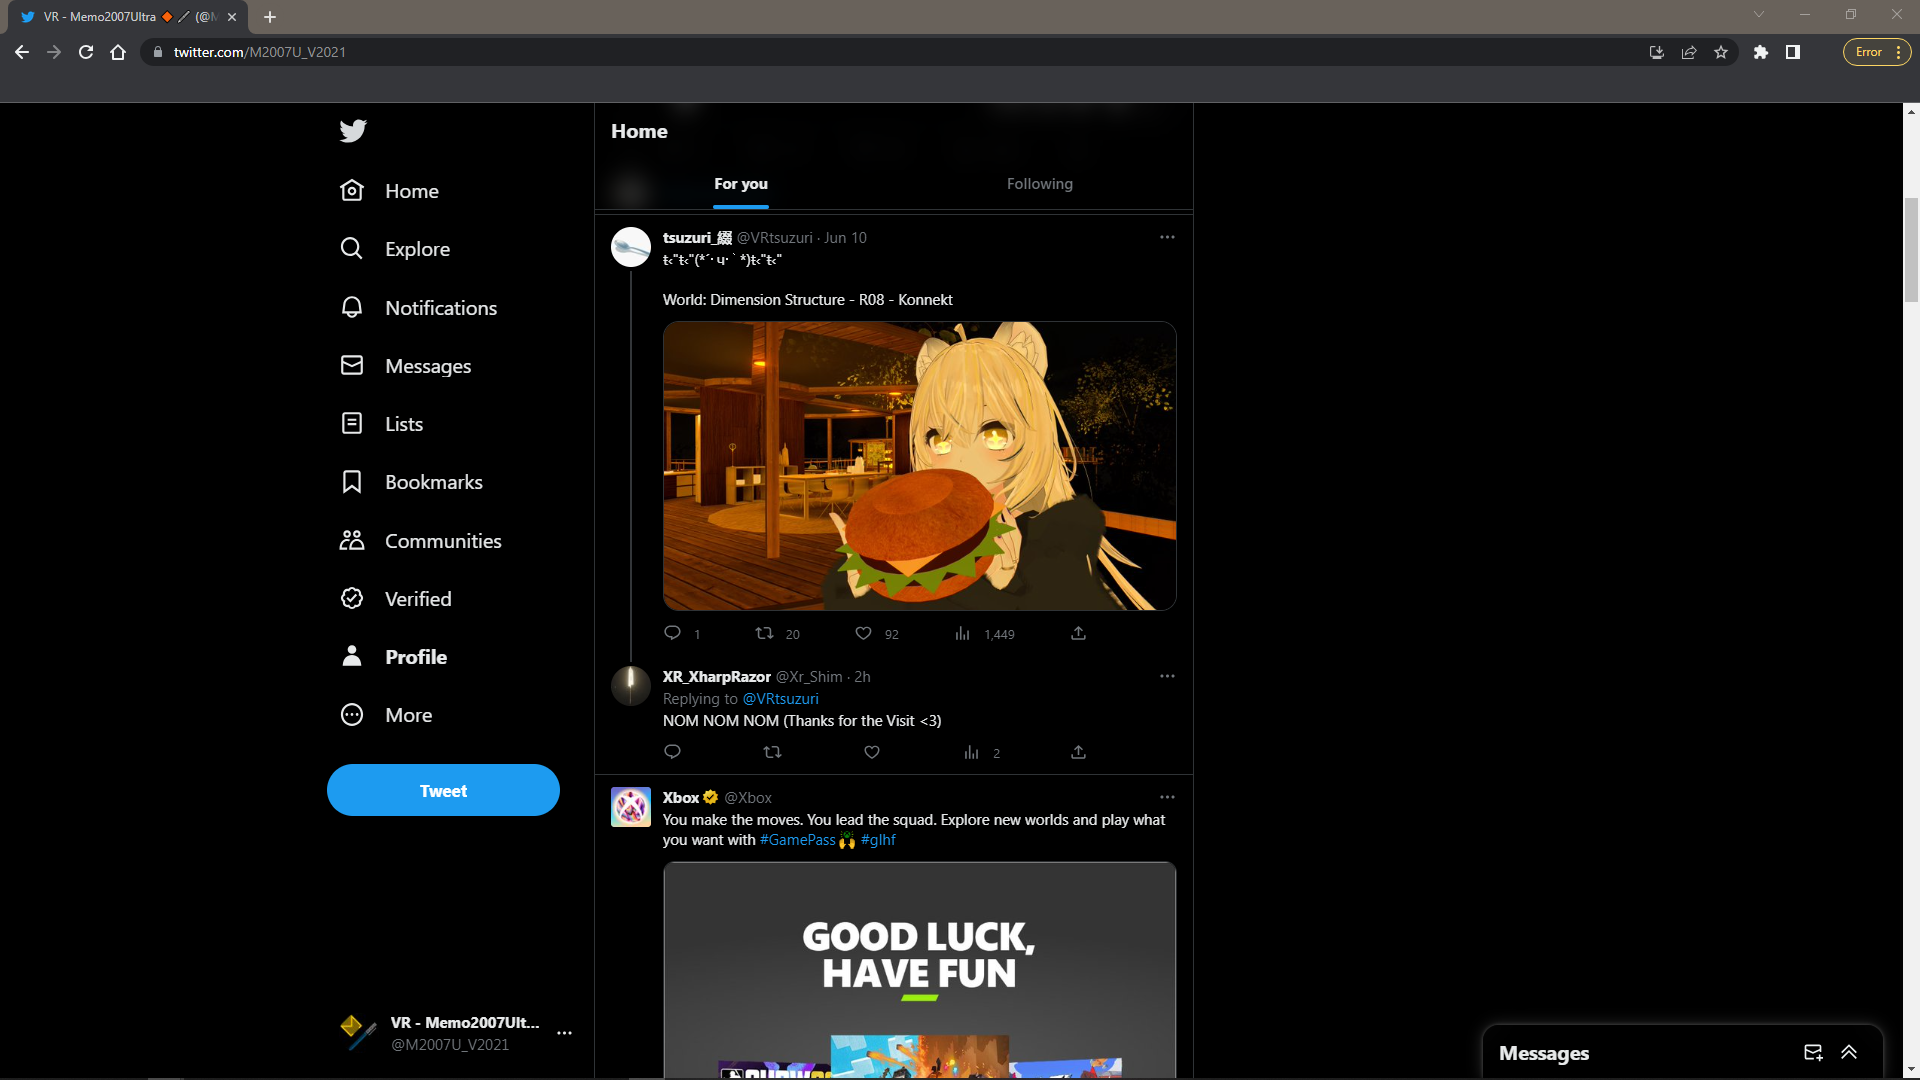 VR - Memo2007Ultra 🔶 🗡 (@M
twitter.com/M2007U_V2021
Error
Home
Explore
Notifications
Messages
Lists
Bookmarks
Communities
Verified
Profile
More
Tweet
VR - Memo2007Ult...
@M2007U_V2021
Home
For you
Following
tsuzuri_綴 @VRtsuzuri · Jun 10
World: Dimension Structure - R08 - Konnekt
1
20
92
1,449
XR_XharpRazor @Xr_Shim · 2h
Replying to @VRtsuzuri
NOM NOM NOM (Thanks for the Visit <3)
2
Xbox @Xbox
You make the moves. You lead the squad. Explore new worlds and play what
you want with #GamePass #glhf
GOOD LUCK,
HAVE FUN
Messages